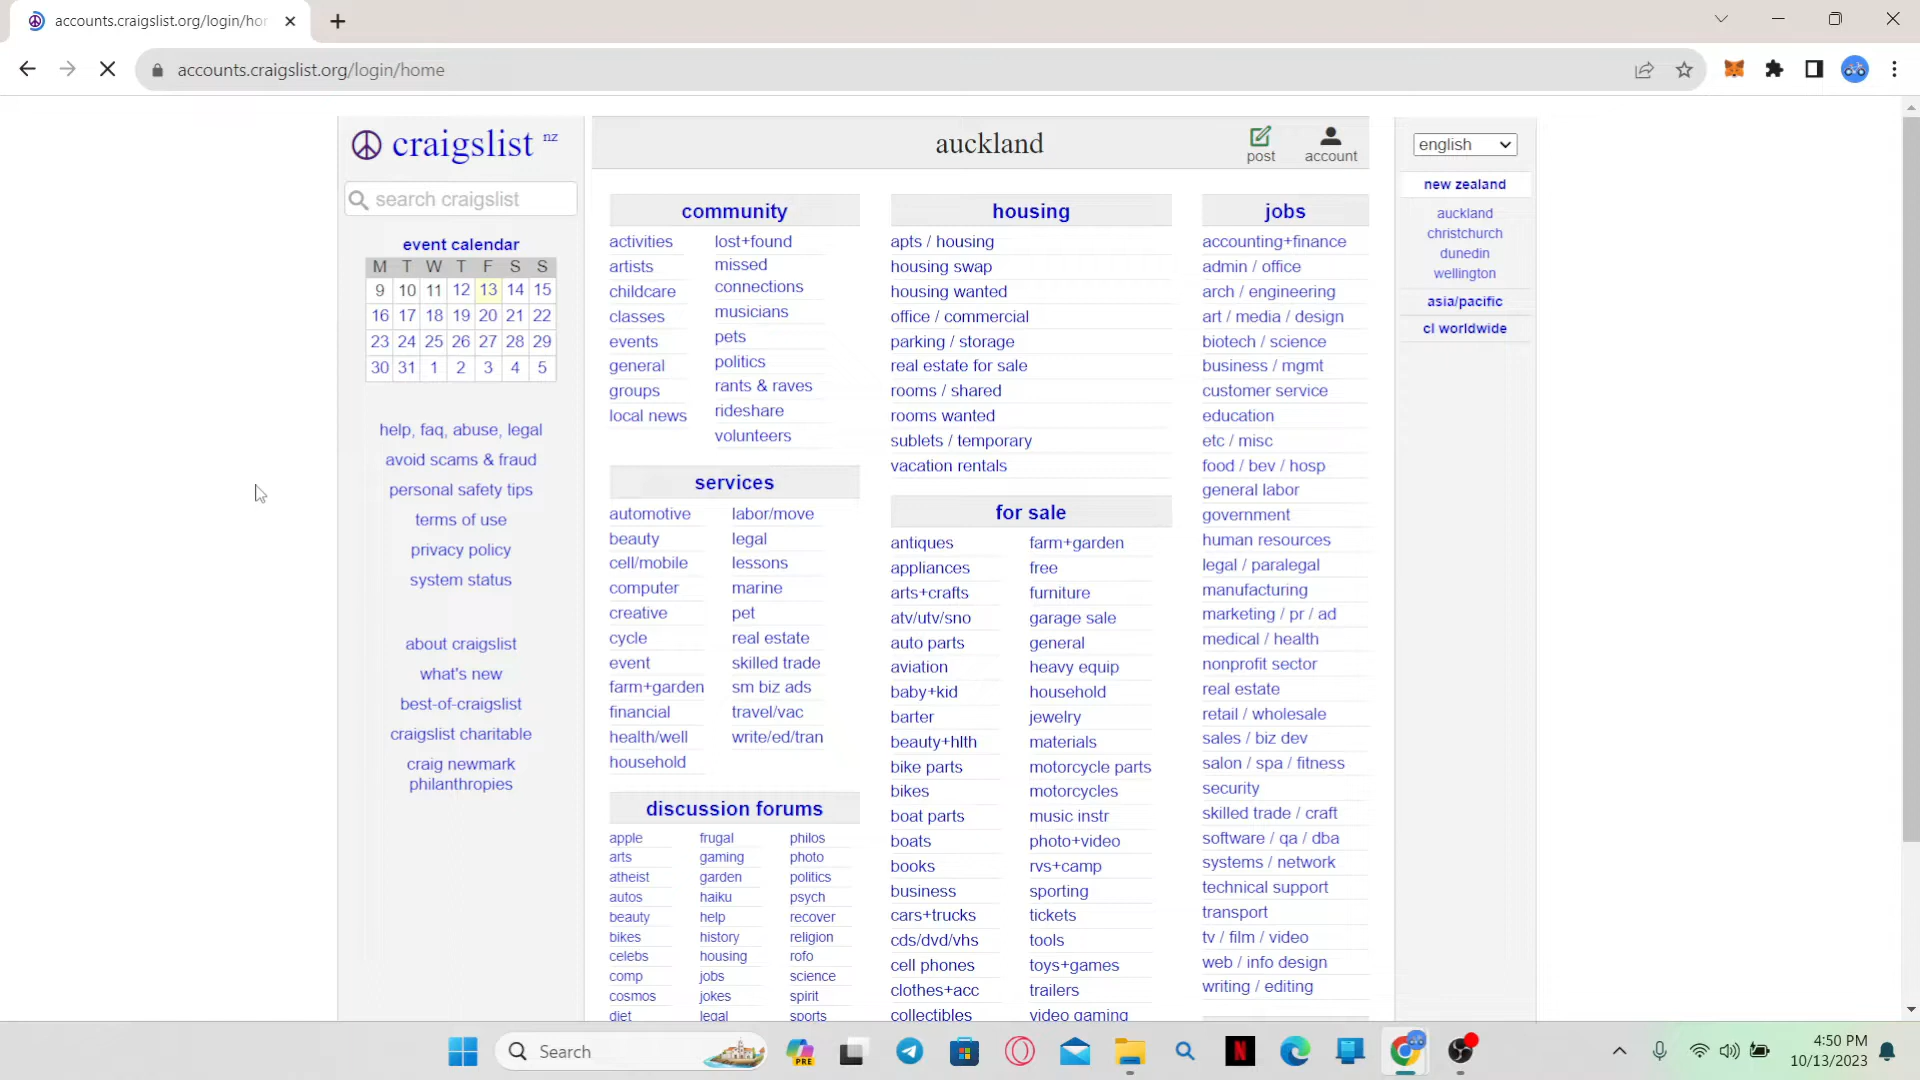 accounts.craigslist.org/login/hor
accounts.craigslist.org/login/home
craigslist nz
search craigslist
event calendar
M T W T F S S
9 10 11 12 13 14 15
16 17 18 19 20 21 22
23 24 25 26 27 28 29
30 31 1 2 3 4 5
help, faq, abuse, legal
avoid scams & fraud
personal safety tips
terms of use
privacy policy
system status
about craigslist
what's new
best-of-craigslist
craigslist charitable
craig newmark
philanthropies
auckland
post
account
community
activities
artists
childcare
classes
events
general
groups
local news
lost+found
missed
connections
musicians
pets
politics
rants & raves
rideshare
volunteers
services
automotive
beauty
cell/mobile
computer
creative
cycle
event
farm+garden
financial
health/well
household
labor/move
legal
lessons
marine
pet
real estate
skilled trade
sm biz ads
travel/vac
write/ed/tran
discussion forums
apple
arts
atheist
autos
beauty
bikes
celebs
comp
cosmos
diet
frugal
gaming
garden
haiku
help
history
housing
jobs
jokes
legal
philos
photo
politics
psych
recover
religion
rofo
science
spirit
sports
housing
apts / housing
housing swap
housing wanted
office / commercial
parking / storage
real estate for sale
rooms / shared
rooms wanted
sublets / temporary
vacation rentals
for sale
antiques
appliances
arts+crafts
atv/utv/sno
auto parts
aviation
baby+kid
barter
beauty+hlth
bike parts
bikes
boat parts
boats
books
business
cars+trucks
cds/dvd/vhs
cell phones
clothes+acc
collectibles
farm+garden
free
furniture
garage sale
general
heavy equip
household
jewelry
materials
motorcycle parts
motorcycles
music instr
photo+video
rvs+camp
sporting
tickets
tools
toys+games
trailers
video gaming
jobs
accounting+finance
admin / office
arch / engineering
art / media / design
biotech / science
business / mgmt
customer service
education
etc / misc
food / bev / hosp
general labor
government
human resources
legal / paralegal
manufacturing
marketing / pr / ad
medical / health
nonprofit sector
real estate
retail / wholesale
sales / biz dev
salon / spa / fitness
security
skilled trade / craft
software / qa / dba
systems / network
technical support
transport
tv / film / video
web / info design
writing / editing
english
new zealand
auckland
christchurch
dunedin
wellington
asia/pacific
cl worldwide
Search
PRE
N
4:50 PM
10/13/2023